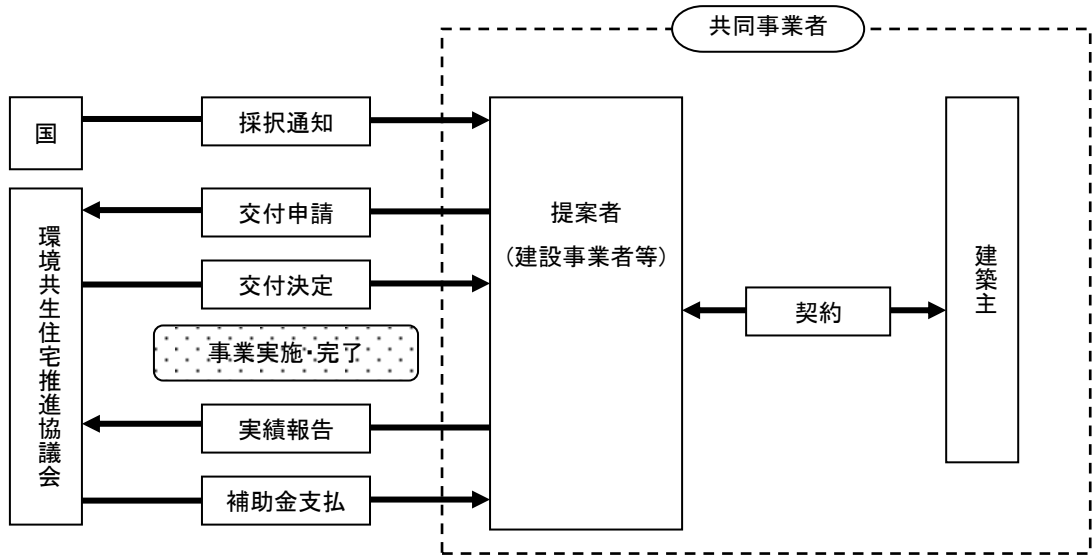 共同事業者
国
採択通知
環境共生住宅推進協議会
交付申請
交付決定
事業実施・完了
実績報告
補助金支払
提案者
(建設事業者等)
契約
建築主